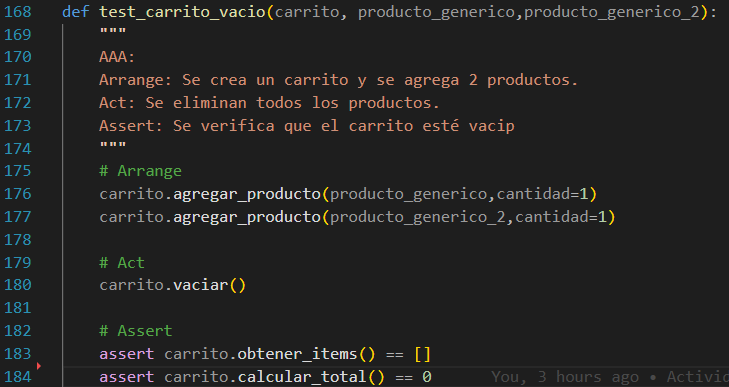 168 def test_carrito_vacio(carrito, producto_generico,producto_generico_2):
169 """
170 AAA:
171 Arrange: Se crea un carrito y se agrega 2 productos.
172 Act: Se eliminan todos los productos.
173 Assert: Se verifica que el carrito esté vacip
174 """
175 # Arrange
176 carrito.agregar_producto(producto_generico,cantidad=1)
177 carrito.agregar_producto(producto_generico_2,cantidad=1)
178
179 # Act
180 carrito.vaciar()
181
182 # Assert
183 assert carrito.obtener_items() == []
184 assert carrito.calcular_total() == 0 You, 3 hours ago • Activid